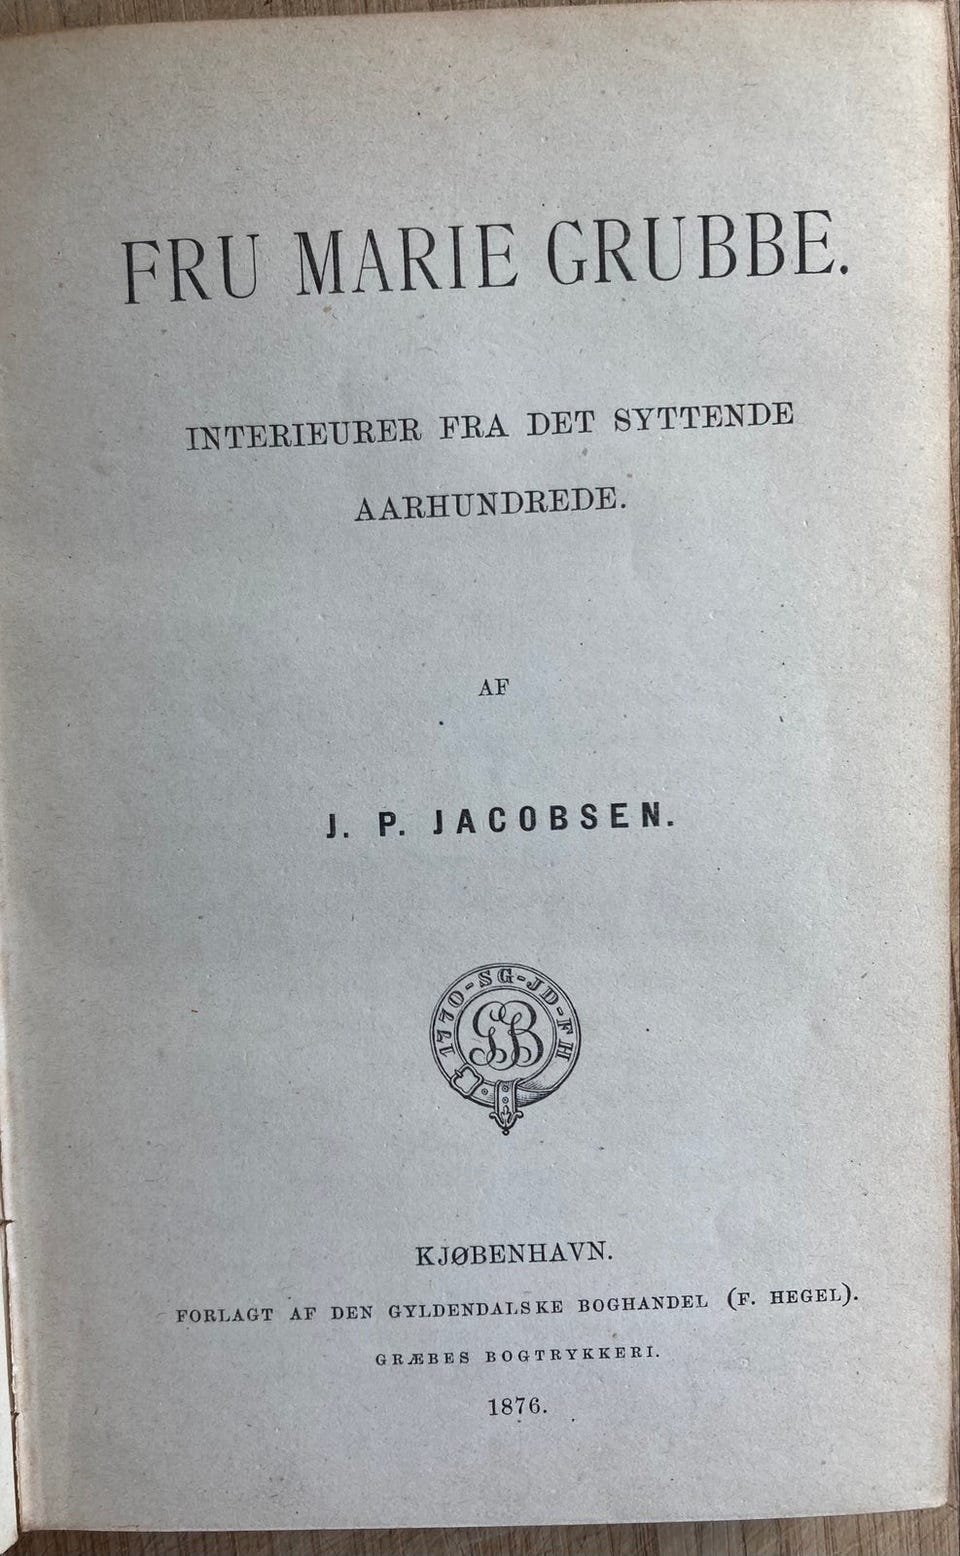 FRU MARIE GRUBBE.
INTERIEURER FRA DET SYTTENDE
AARHUNDREDE.
AF
J. P. JACOBSEN.
1770-SG-JD-FH
GB
KJØBENHAVN.
FORLAGT AF DEN GYLDENDALSKE BOGHANDEL (F. HEGEL).
GRÆBES BOGTRYKKERI.
1876.